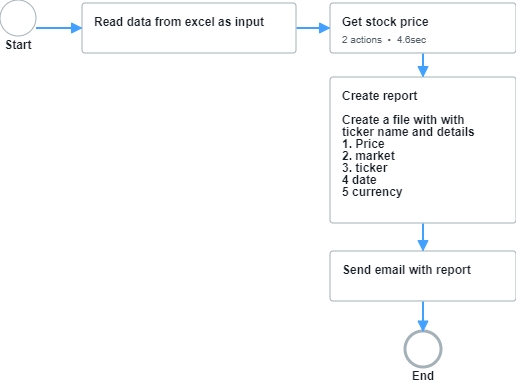 Start
Read data from excel as input
Get stock price
2 actions • 4.6sec
Create report
Create a file with with
ticker name and details
1. Price
2. market
3. ticker
4 date
5 currency
Send email with report
End